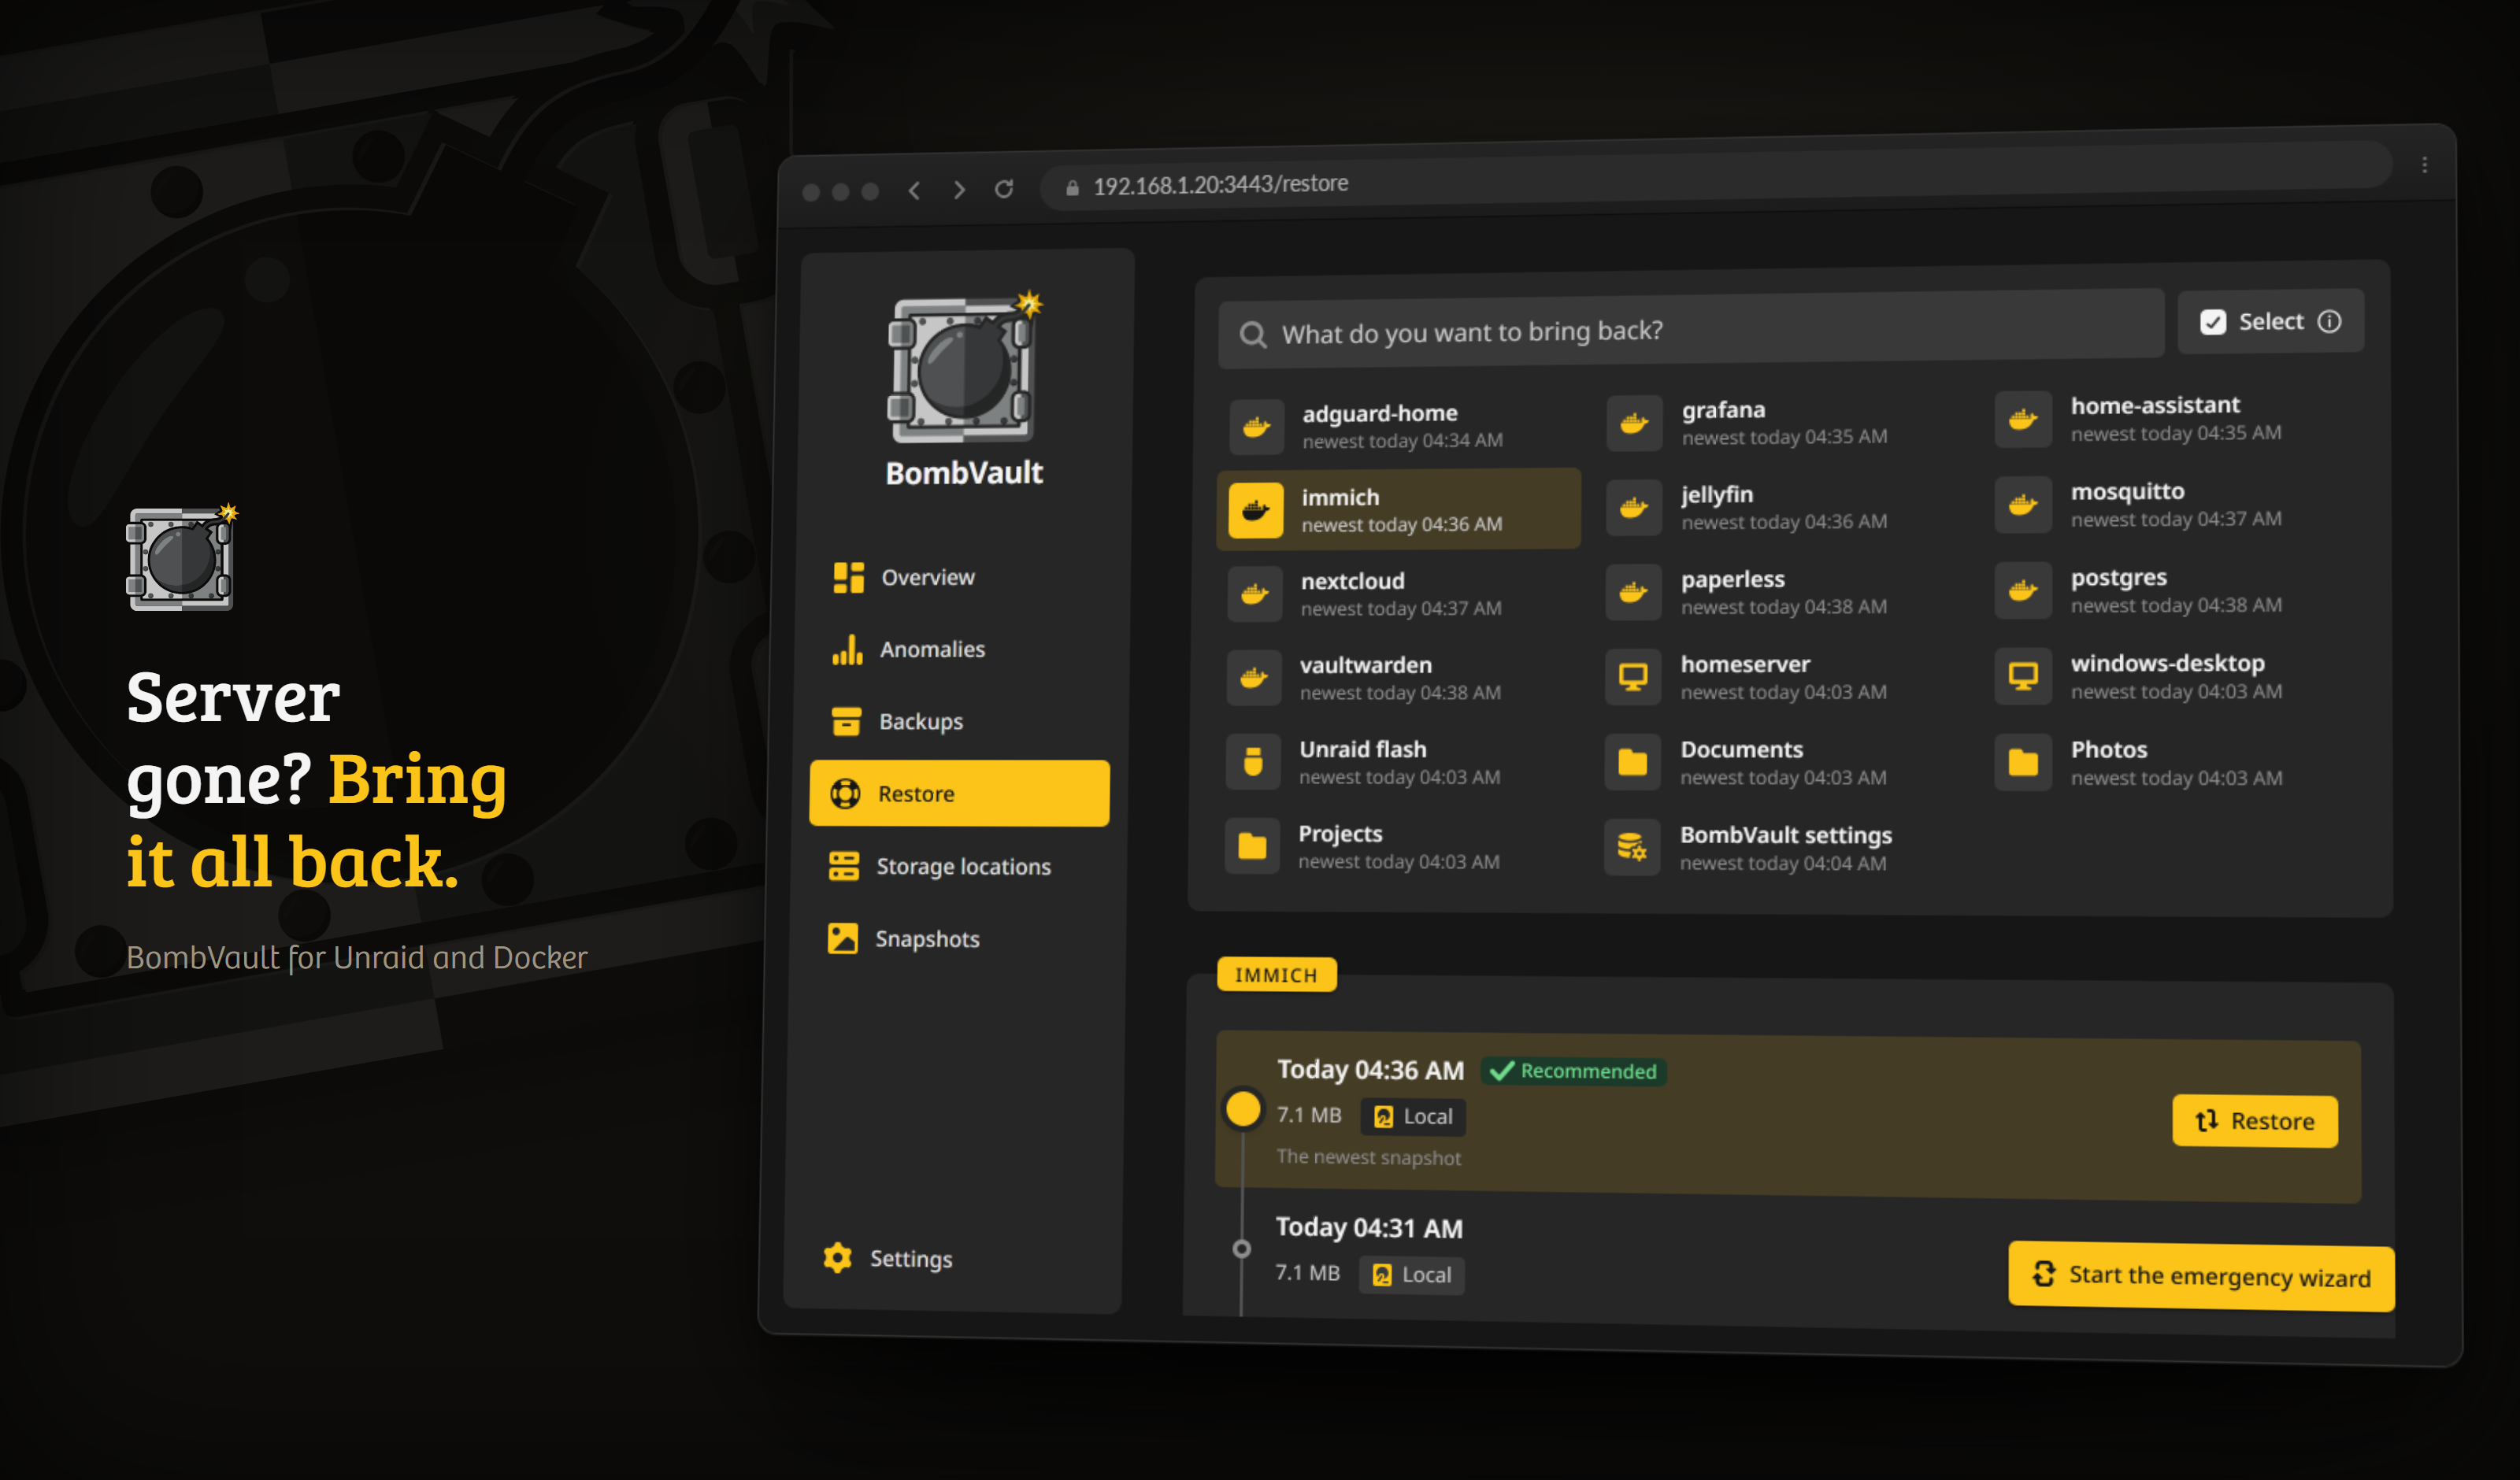 Server
gone? Bring
it all back.
BombVault for Unraid and Docker
192.168.1.20:3443/restore
BombVault
Overview
Anomalies
Backups
Restore
Storage locations
Snapshots
Settings
What do you want to bring back?
Select
adguard-home
newest today 04:34 AM
grafana
newest today 04:35 AM
home-assistant
newest today 04:35 AM
immich
newest today 04:36 AM
jellyfin
newest today 04:36 AM
mosquitto
newest today 04:37 AM
nextcloud
newest today 04:37 AM
paperless
newest today 04:38 AM
postgres
newest today 04:38 AM
vaultwarden
newest today 04:38 AM
homeserver
newest today 04:03 AM
windows-desktop
newest today 04:03 AM
Unraid flash
newest today 04:03 AM
Documents
newest today 04:03 AM
Photos
newest today 04:03 AM
Projects
newest today 04:03 AM
BombVault settings
newest today 04:04 AM
IMMICH
Today 04:36 AM Recommended
7.1 MB Local
The newest snapshot
Restore
Today 04:31 AM
7.1 MB Local
Start the emergency wizard